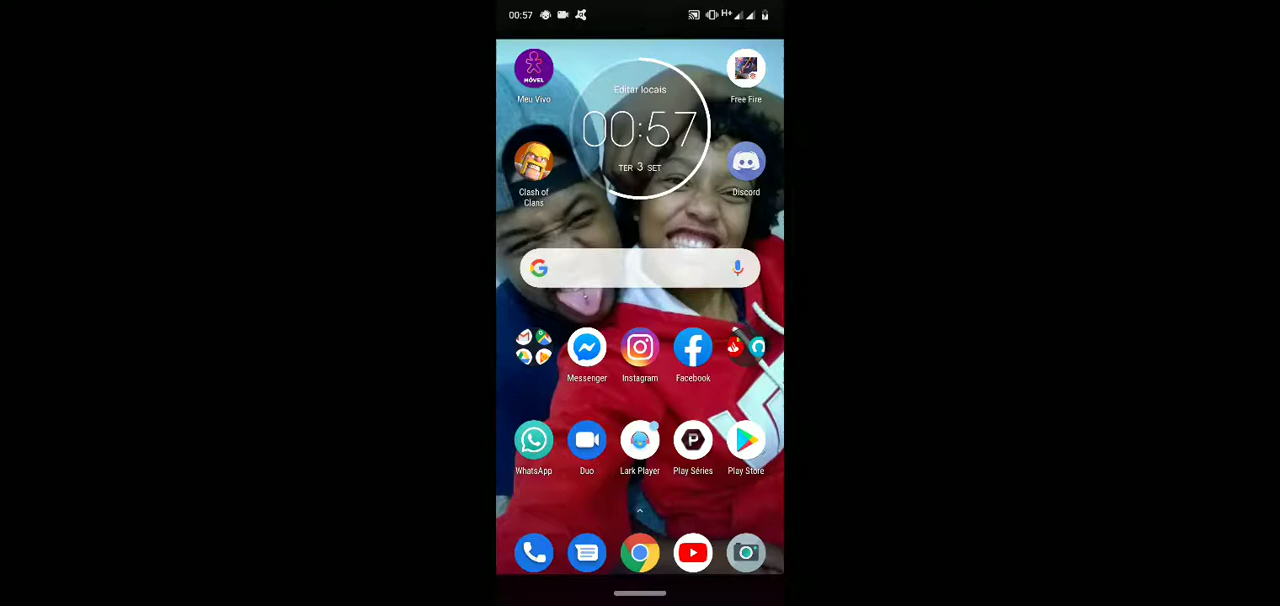 00:57
H+
MÓVEL
Meu Vivo
Editar locais
00:57
TER 3 SET
Free Fire
Clash of
Clans
Discord
Messenger
Instagram
Facebook
WhatsApp
Duo
Lark Player
Play Séries
Play Store